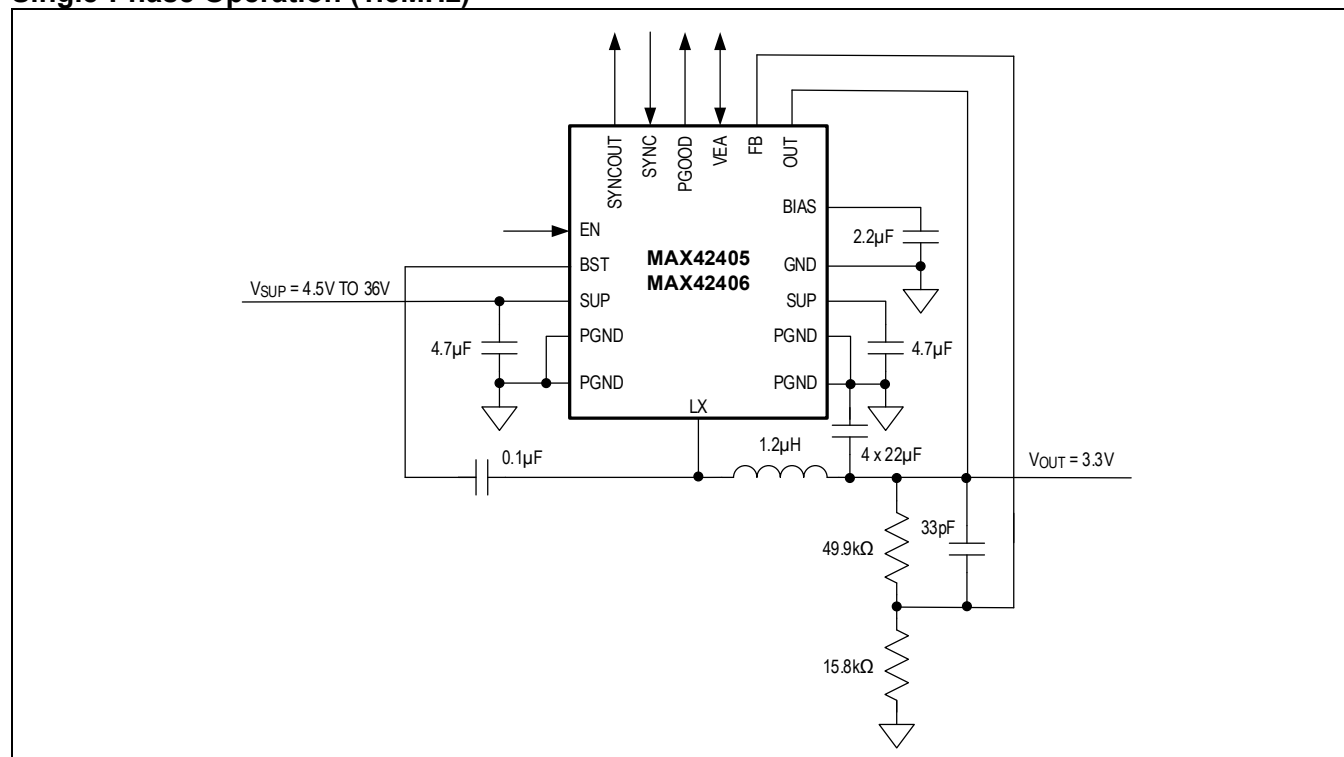 Single-Phase Operation (1.5MHz)
SYNCOUT
SYNC
PGOOD
VEA
FB
OUT
BIAS
2.2µF
EN
BST
MAX42405
MAX42406
GND
VSUP = 4.5V TO 36V
SUP
SUP
4.7µF
PGND
PGND
4.7µF
PGND
PGND
LX
0.1µF
1.2µH
4 x 22µF
VOUT = 3.3V
49.9kΩ
33pF
15.8kΩ